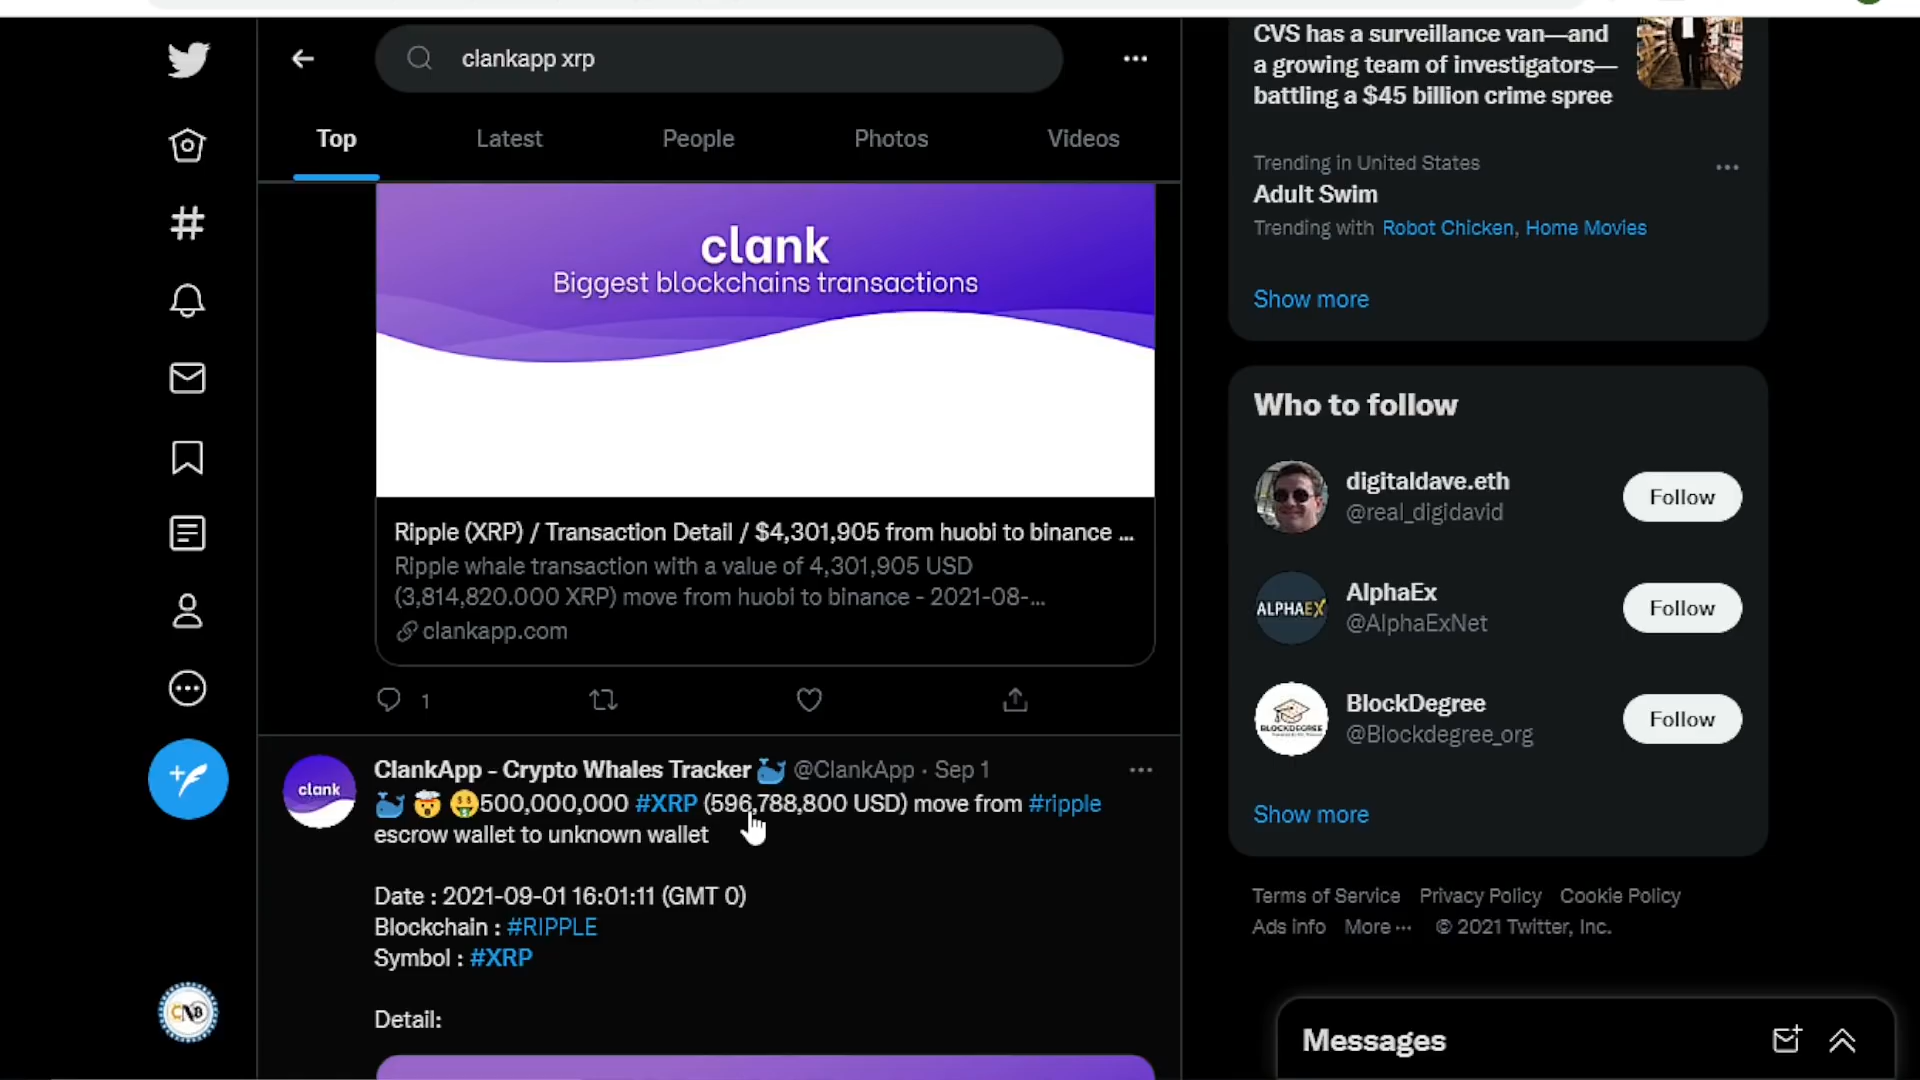 clankapp xrp
Top
Latest
People
Photos
Videos
clank
Biggest blockchains transactions
Ripple (XRP) / Transaction Detail / $4,301,905 from huobi to binance ...
Ripple whale transaction with a value of 4,301,905 USD
(3,814,820.000 XRP) move from huobi to binance - 2021-08-...
clankapp.com
1
clank
ClankApp - Crypto Whales Tracker 🐳 @ClankApp · Sep 1
🐳 🤯 🤑500,000,000 #XRP (596,788,800 USD) move from #ripple
escrow wallet to unknown wallet
Date : 2021-09-01 16:01:11 (GMT 0)
Blockchain : #RIPPLE
Symbol : #XRP
Detail:
CVS has a surveillance van—and
a growing team of investigators—
battling a $45 billion crime spree
Trending in United States
Adult Swim
Trending with Robot Chicken, Home Movies
Show more
Who to follow
digitaldave.eth
@real_digidavid
Follow
ALPHAEX
AlphaEx
@AlphaExNet
Follow
BLOCKDEGREE
BlockDegree
@Blockdegree_org
Follow
Show more
Terms of Service Privacy Policy Cookie Policy
Ads info More ··· © 2021 Twitter, Inc.
Messages